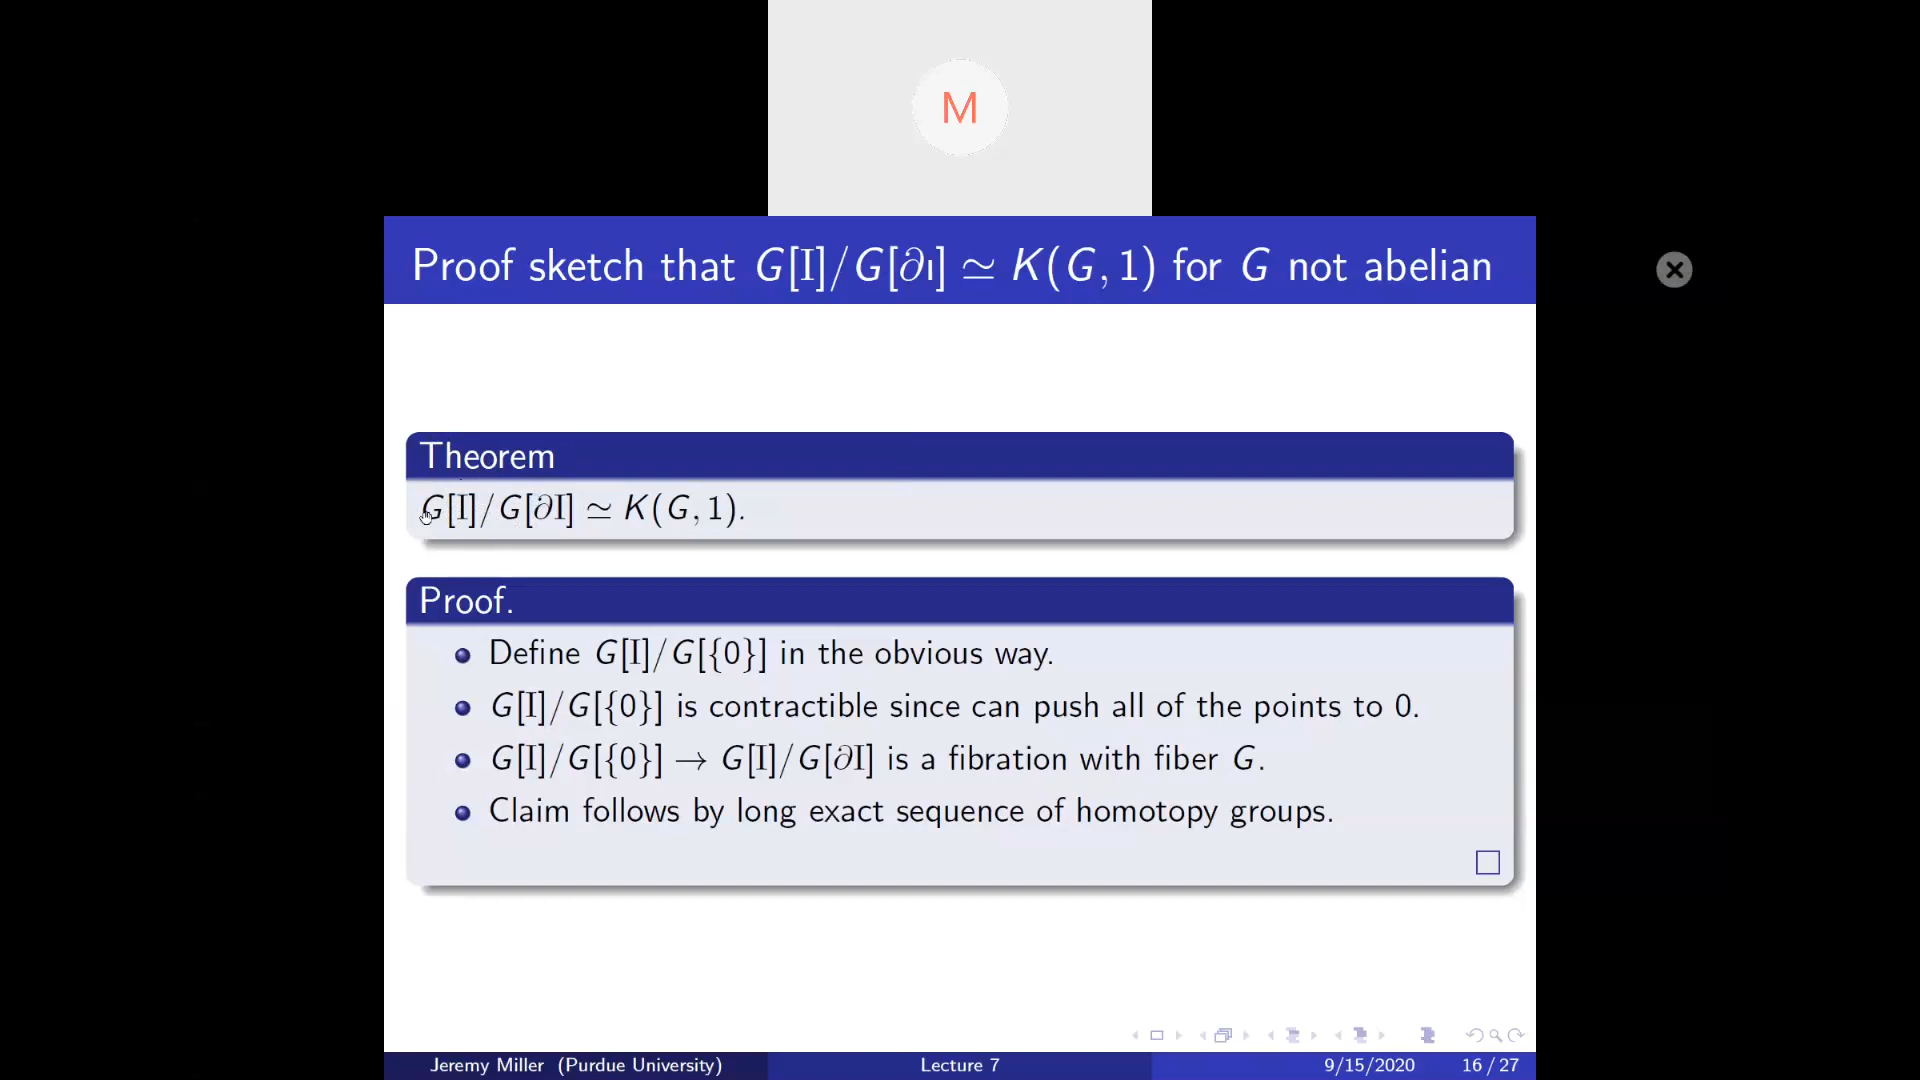 M
Proof sketch that G[I]/G[∂ı] ≃ K(G, 1) for G not abelian
Theorem
G[I]/G[∂I] ≃ K(G, 1).
Proof.
Define G[I]/G[{0}] in the obvious way.
G[I]/G[{0}] is contractible since can push all of the points to 0.
G[I]/G[{0}] → G[I]/G[∂I] is a fibration with fiber G.
Claim follows by long exact sequence of homotopy groups.
Jeremy Miller (Purdue University) Lecture 7 9/15/2020 16 / 27